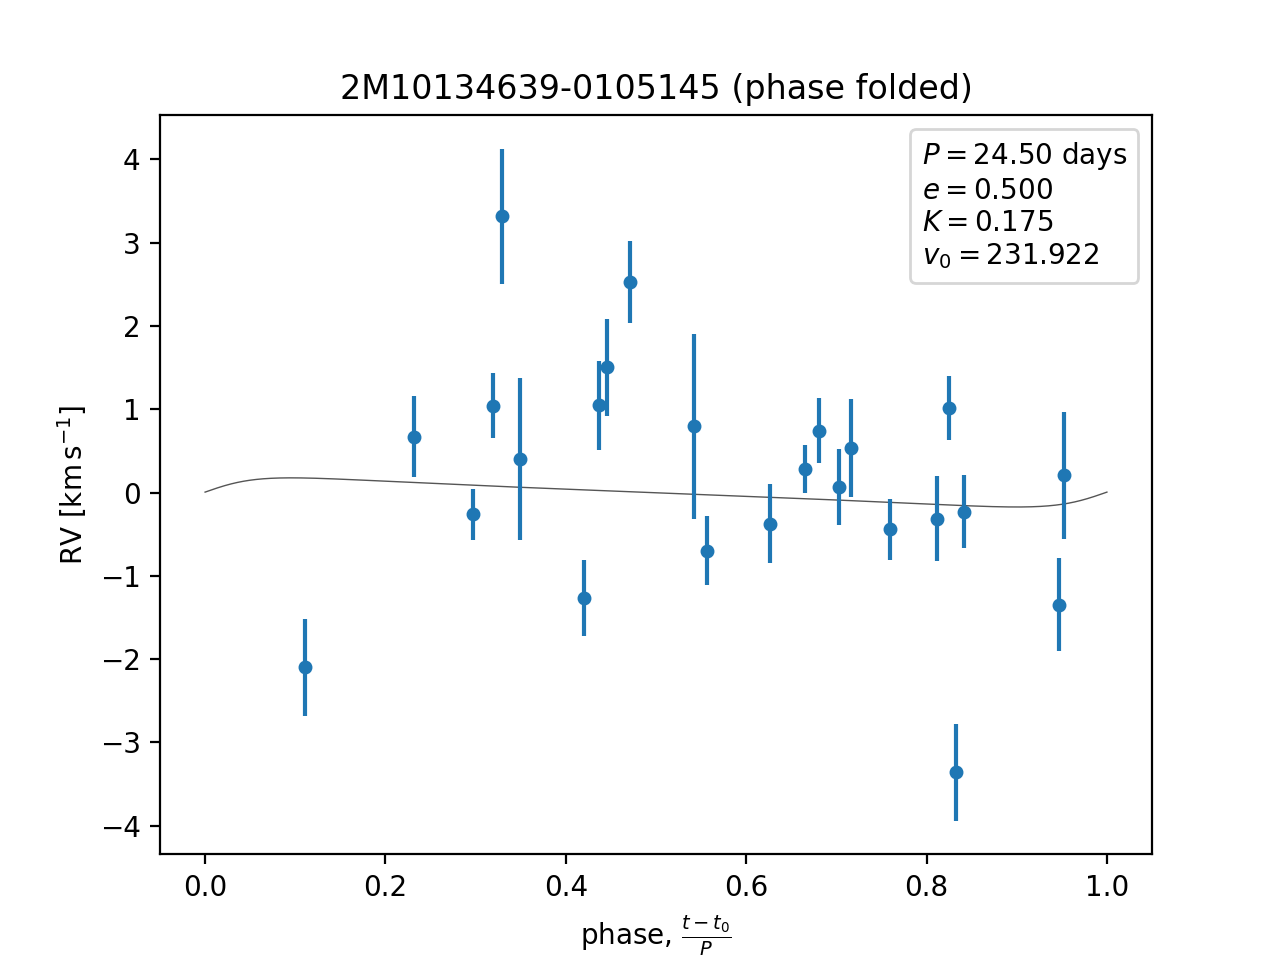 2M10134639-0105145 (phase folded)
P = 24.50 days
e = 0.500
K = 0.175
v₀ = 231.922
4
3
2
1
0
−1
−2
−3
−4
RV [km s⁻¹]
0.0 0.2 0.4 0.6 0.8 1.0
phase, (t − t₀)/P